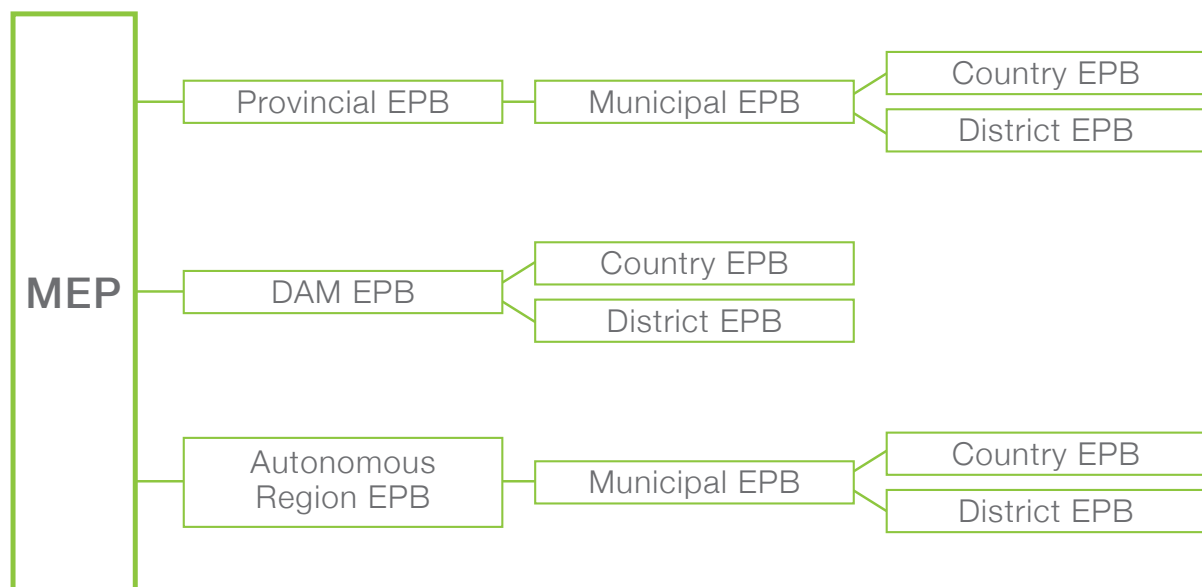 MEP
Provincial EPB
Municipal EPB
Country EPB
District EPB
DAM EPB
Country EPB
District EPB
Autonomous
Region EPB
Municipal EPB
Country EPB
District EPB